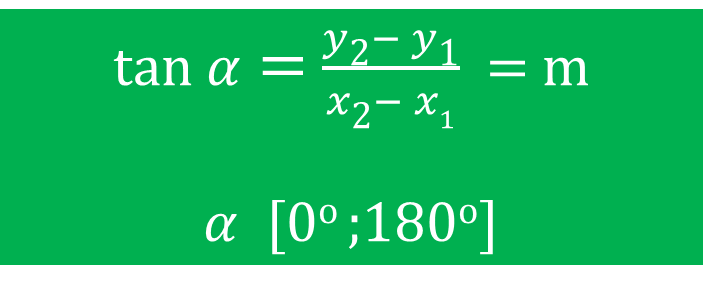 tan α = y₂− y₁ / x₂− x₁ = m
α [0º ;180º]